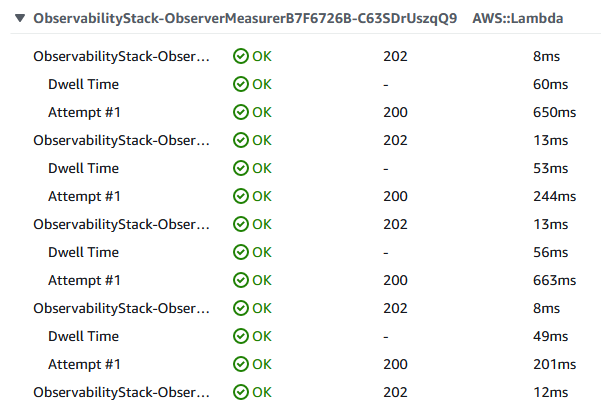 ObservabilityStack-ObserverMeasurerB7F6726B-C63SDrUszqQ9 AWS::Lambda
ObservabilityStack-Obser... OK 202 8ms
Dwell Time OK - 60ms
Attempt #1 OK 200 650ms
ObservabilityStack-Obser... OK 202 13ms
Dwell Time OK - 53ms
Attempt #1 OK 200 244ms
ObservabilityStack-Obser... OK 202 13ms
Dwell Time OK - 56ms
Attempt #1 OK 200 663ms
ObservabilityStack-Obser... OK 202 8ms
Dwell Time OK - 49ms
Attempt #1 OK 200 201ms
ObservabilityStack-Obser... OK 202 12ms